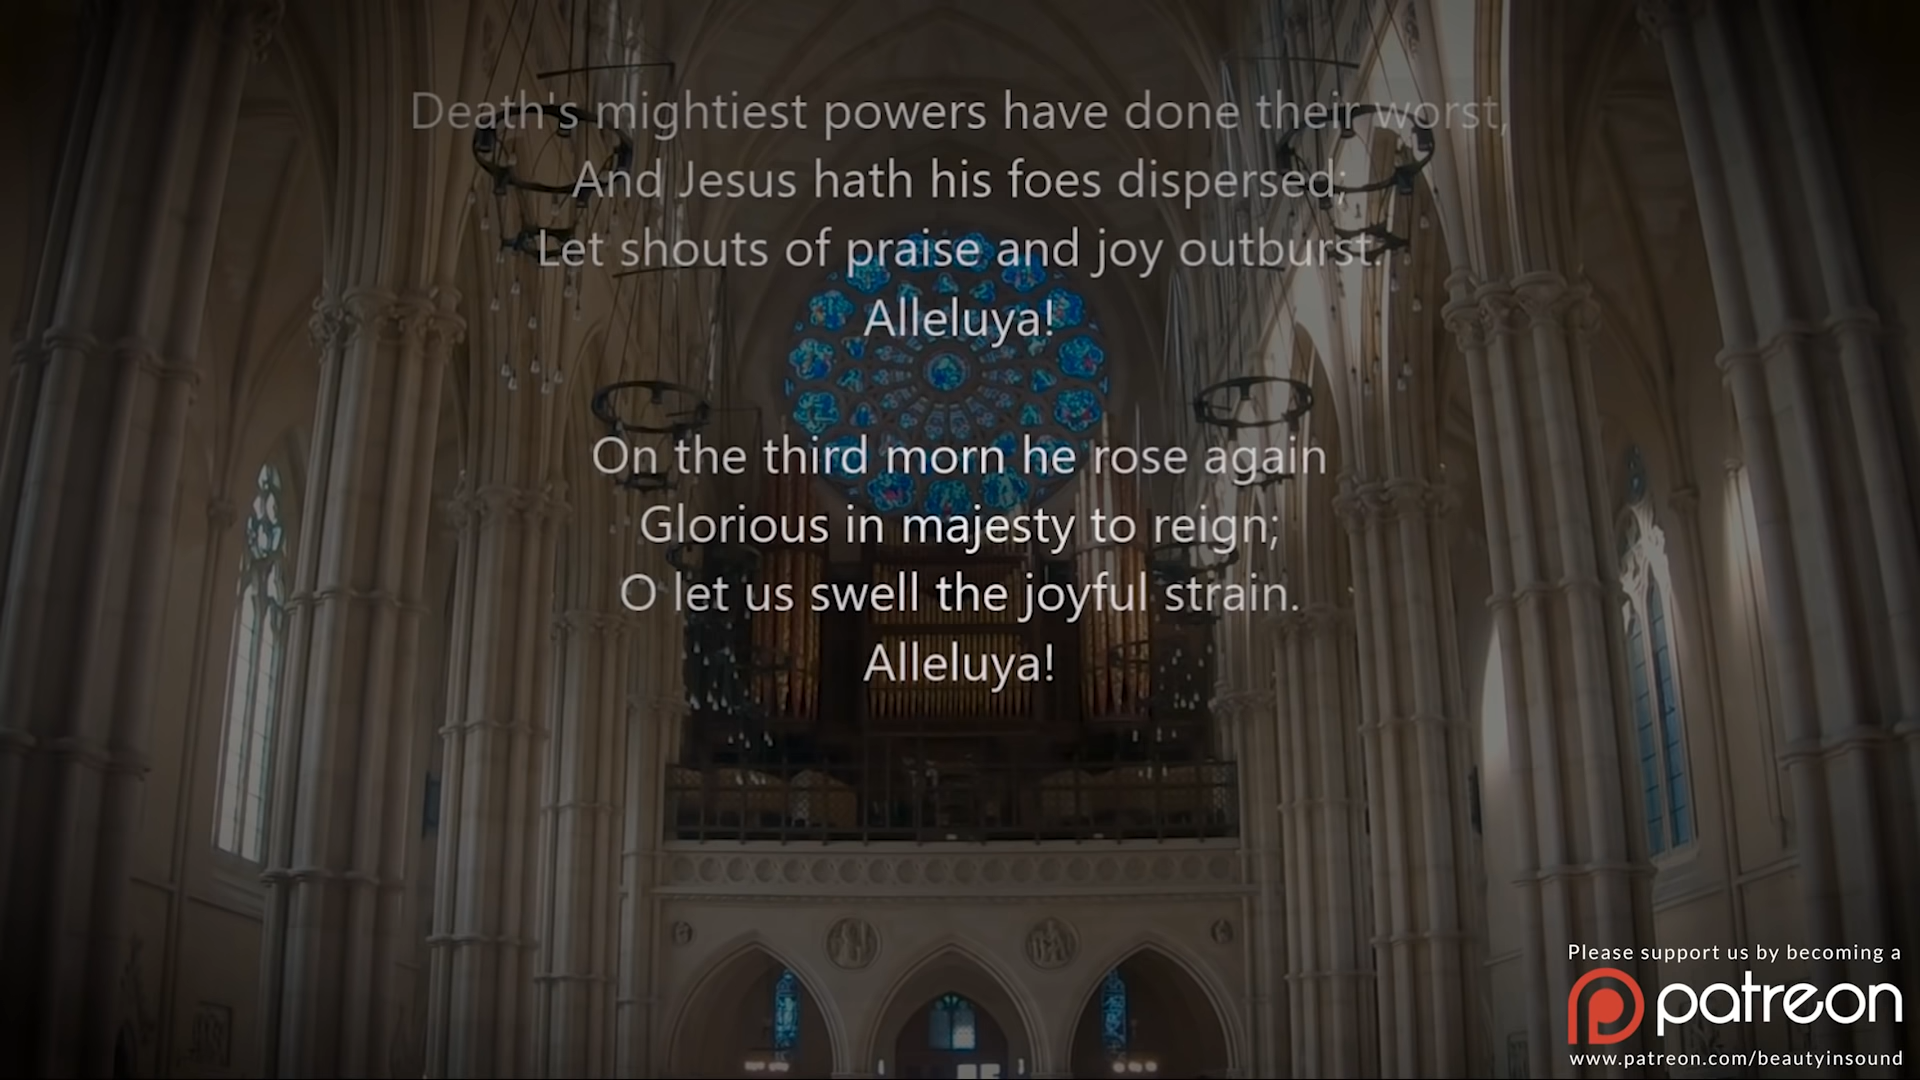 Death's mightiest powers have done their worst,
And Jesus hath his foes dispersed;
Let shouts of praise and joy outburst.
Alleluya!
On the third morn he rose again
Glorious in majesty to reign;
O let us swell the joyful strain.
Alleluya!
Please support us by becoming a
patreon
www.patreon.com/beautyinsound